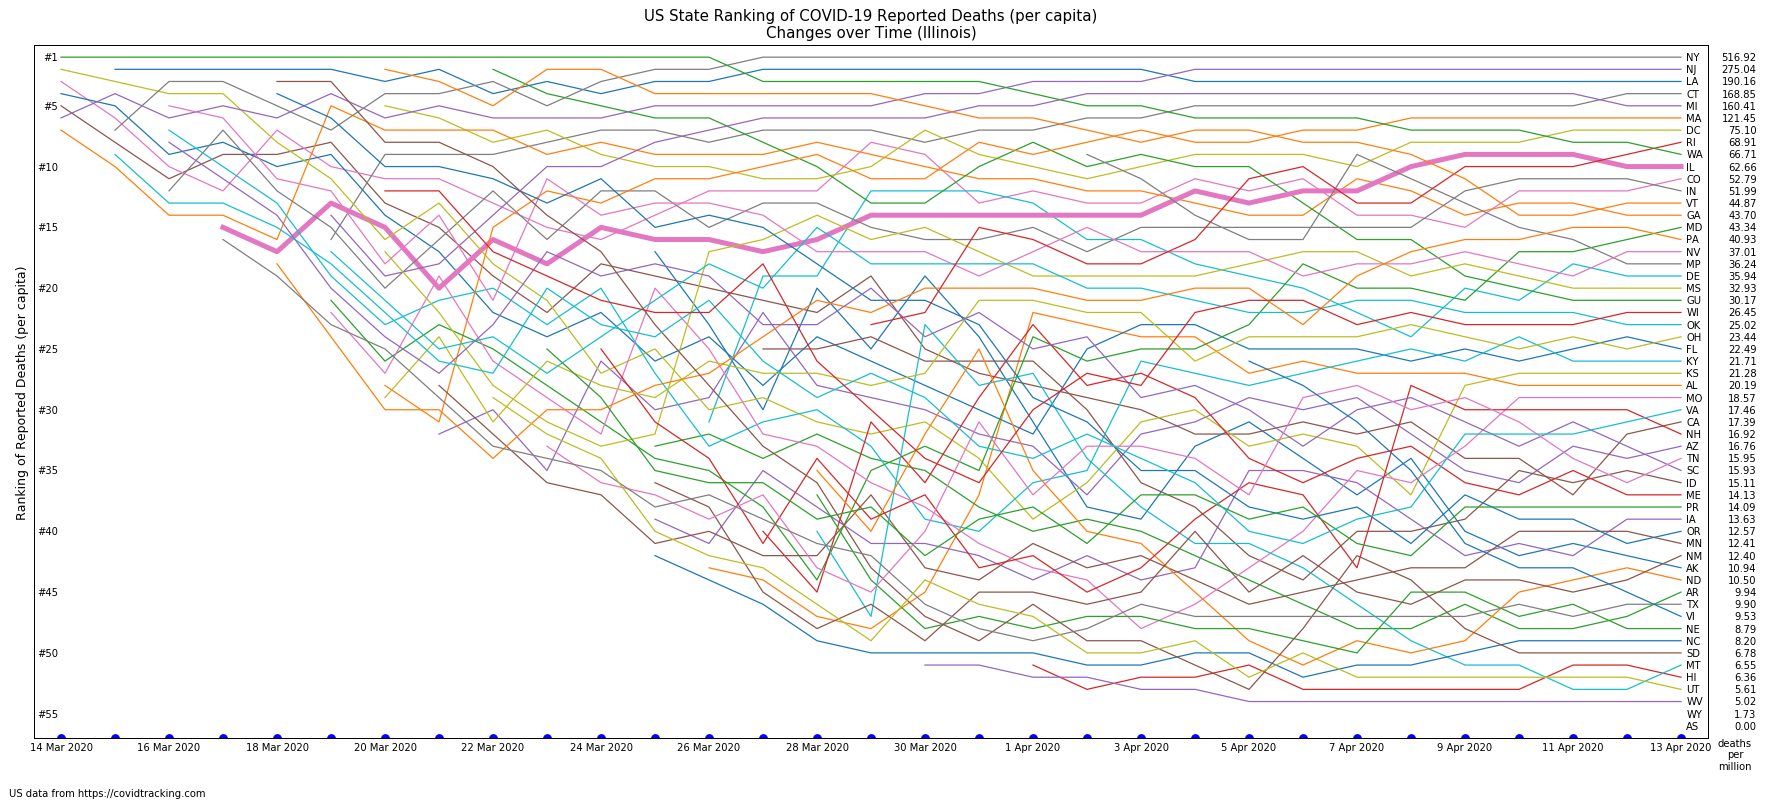 US State Ranking of COVID-19 Reported Deaths (per capita)
Changes over Time (Illinois)
Ranking of Reported Deaths (per capita)
#1
#5
#10
#15
#20
#25
#30
#35
#40
#45
#50
#55
NY 516.92
NJ 275.04
LA 190.16
CT 168.85
MI 160.41
MA 121.45
DC 75.10
RI 68.91
WA 66.71
IL 62.66
CO 52.79
IN 51.99
VT 44.87
GA 43.70
MD 43.34
PA 40.93
NV 37.01
MP 36.24
DE 35.94
MS 32.93
GU 30.17
WI 26.45
OK 25.02
OH 23.44
FL 22.49
KY 21.71
KS 21.28
AL 20.19
MO 18.57
VA 17.46
CA 17.39
NH 16.92
AZ 16.76
TN 15.95
SC 15.93
ID 15.11
ME 14.13
PR 14.09
IA 13.63
OR 12.57
MN 12.41
NM 12.40
AK 10.94
ND 10.50
AR 9.94
TX 9.90
VI 9.53
NE 8.79
NC 8.20
SD 6.78
MT 6.55
HI 6.36
UT 5.61
WV 5.02
WY 1.73
AS 0.00
14 Mar 2020 16 Mar 2020 18 Mar 2020 20 Mar 2020 22 Mar 2020 24 Mar 2020 26 Mar 2020 28 Mar 2020 30 Mar 2020 1 Apr 2020 3 Apr 2020 5 Apr 2020 7 Apr 2020 9 Apr 2020 11 Apr 2020 13 Apr 2020
deaths
per
million
US data from https://covidtracking.com